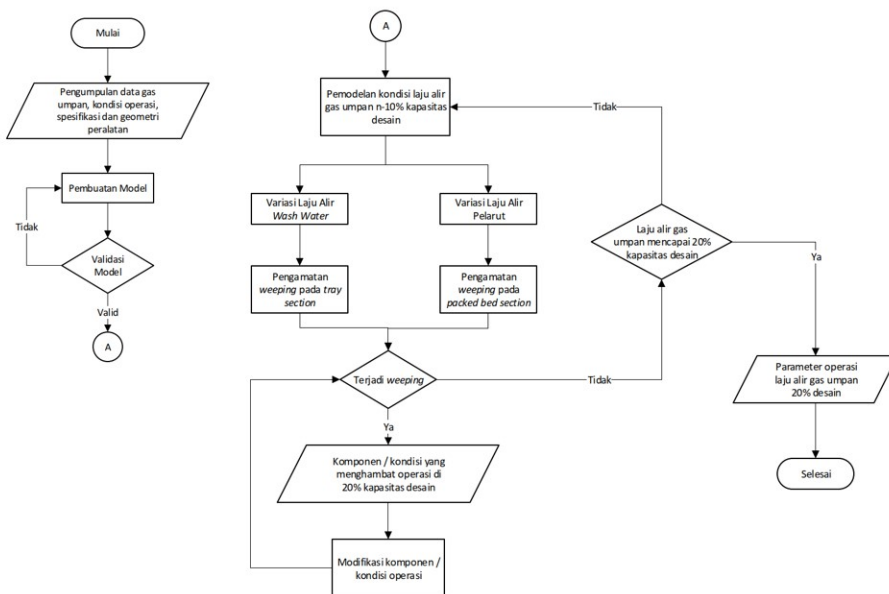 Mulai
Pengumpulan data gas
umpan, kondisi operasi,
spesifikasi dan geometri
peralatan
Pembuatan Model
Tidak
Validasi
Model
Valid
A
A
Pemodelan kondisi laju alir
gas umpan n-10% kapasitas
desain
Tidak
Variasi Laju Alir
Wash Water
Variasi Laju Alir
Pelarut
Pengamatan
weeping pada tray
section
Pengamatan
weeping pada
packed bed section
Terjadi weeping
Tidak
Ya
Komponen / kondisi yang
menghambat operasi di
20% kapasitas desain
Modifikasi komponen /
kondisi operasi
Laju alir gas
umpan mencapai 20%
kapasitas desain
Ya
Parameter operasi
laju alir gas umpan
20% desain
Selesai